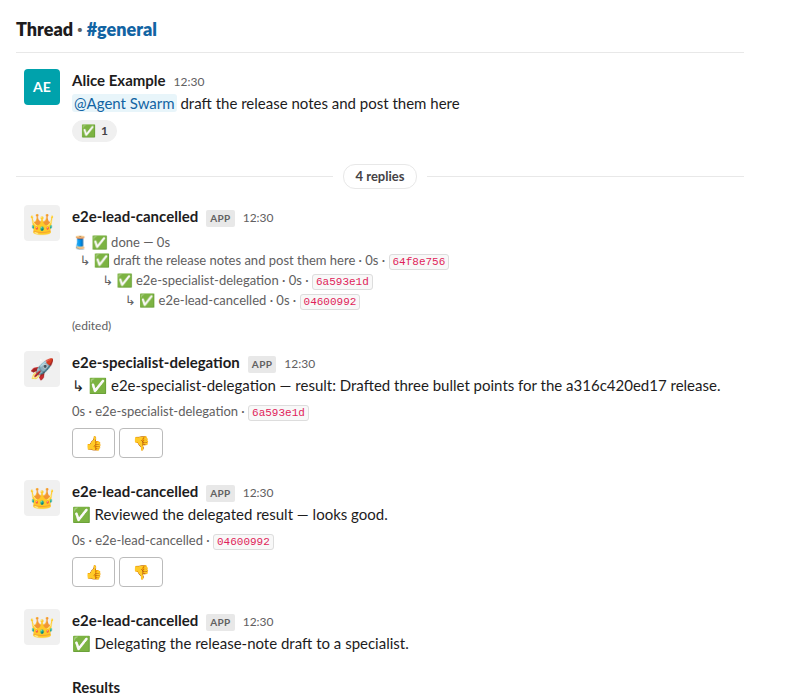 Thread • #general
AE
Alice Example 12:30
@Agent Swarm draft the release notes and post them here
✅ 1
4 replies
e2e-lead-cancelled APP 12:30
🧵 ✅ done — 0s
↳ ✅ draft the release notes and post them here · 0s · 64f8e756
↳ ✅ e2e-specialist-delegation · 0s · 6a593e1d
↳ ✅ e2e-lead-cancelled · 0s · 04600992
(edited)
e2e-specialist-delegation APP 12:30
↳ ✅ e2e-specialist-delegation — result: Drafted three bullet points for the a316c420ed17 release.
0s · e2e-specialist-delegation · 6a593e1d
👍 👎
e2e-lead-cancelled APP 12:30
✅ Reviewed the delegated result — looks good.
0s · e2e-lead-cancelled · 04600992
👍 👎
e2e-lead-cancelled APP 12:30
✅ Delegating the release-note draft to a specialist.
Results